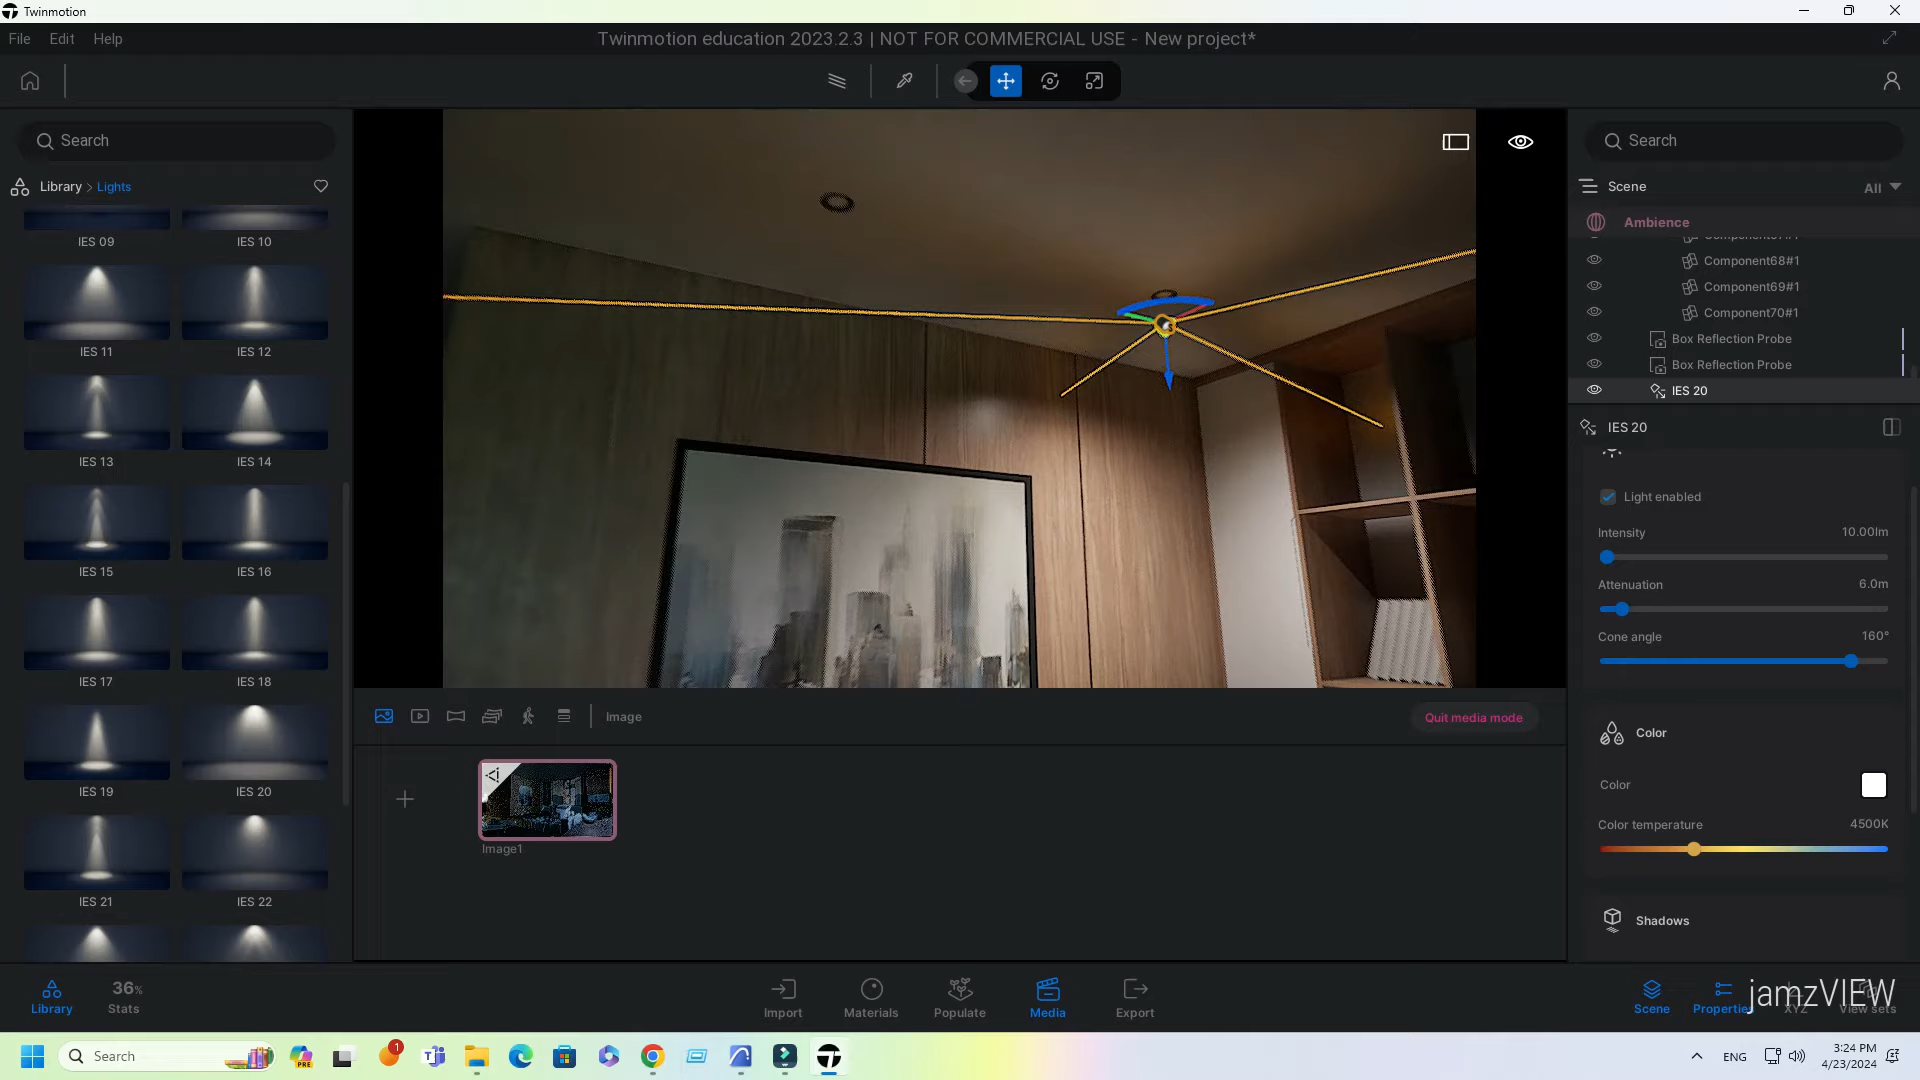 Twinmotion
File Edit Help
Twinmotion education 2023.2.3 | NOT FOR COMMERCIAL USE - New project*
Search
Library > Lights
IES 09 IES 10
IES 11 IES 12
IES 13 IES 14
IES 15 IES 16
IES 17 IES 18
IES 19 IES 20
IES 21 IES 22
Image
Quit media mode
Image1
Search
Scene All
Ambience
Component68#1
Component69#1
Component70#1
Box Reflection Probe
Box Reflection Probe
IES 20
IES 20
Light enabled
Intensity 10.00lm
Attenuation 6.0m
Cone angle 160°
Color
Color
Color temperature 4500K
Shadows
Library
36%
Stats
Import
Materials
Populate
Media
Export
Scene
Properties
XYZ
View sets
jamzVIEW
Search
PRE
1
ENG
3:24 PM
4/23/2024